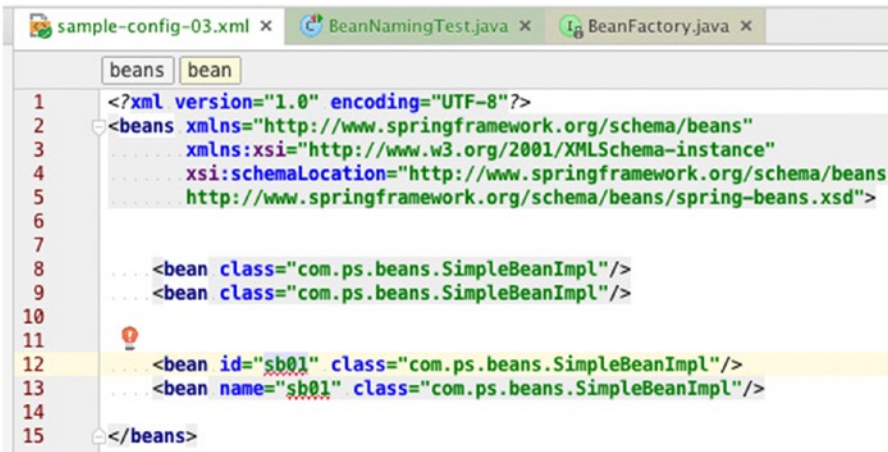 sample-config-03.xml × BeanNamingTest.java × BeanFactory.java ×
beans bean
1 <?xml version="1.0" encoding="UTF-8"?>
2 <beans xmlns="http://www.springframework.org/schema/beans"
3 xmlns:xsi="http://www.w3.org/2001/XMLSchema-instance"
4 xsi:schemaLocation="http://www.springframework.org/schema/beans
5 http://www.springframework.org/schema/beans/spring-beans.xsd">
6
7
8 <bean class="com.ps.beans.SimpleBeanImpl"/>
9 <bean class="com.ps.beans.SimpleBeanImpl"/>
10
11
12 <bean id="sb01" class="com.ps.beans.SimpleBeanImpl"/>
13 <bean name="sb01" class="com.ps.beans.SimpleBeanImpl"/>
14
15 </beans>